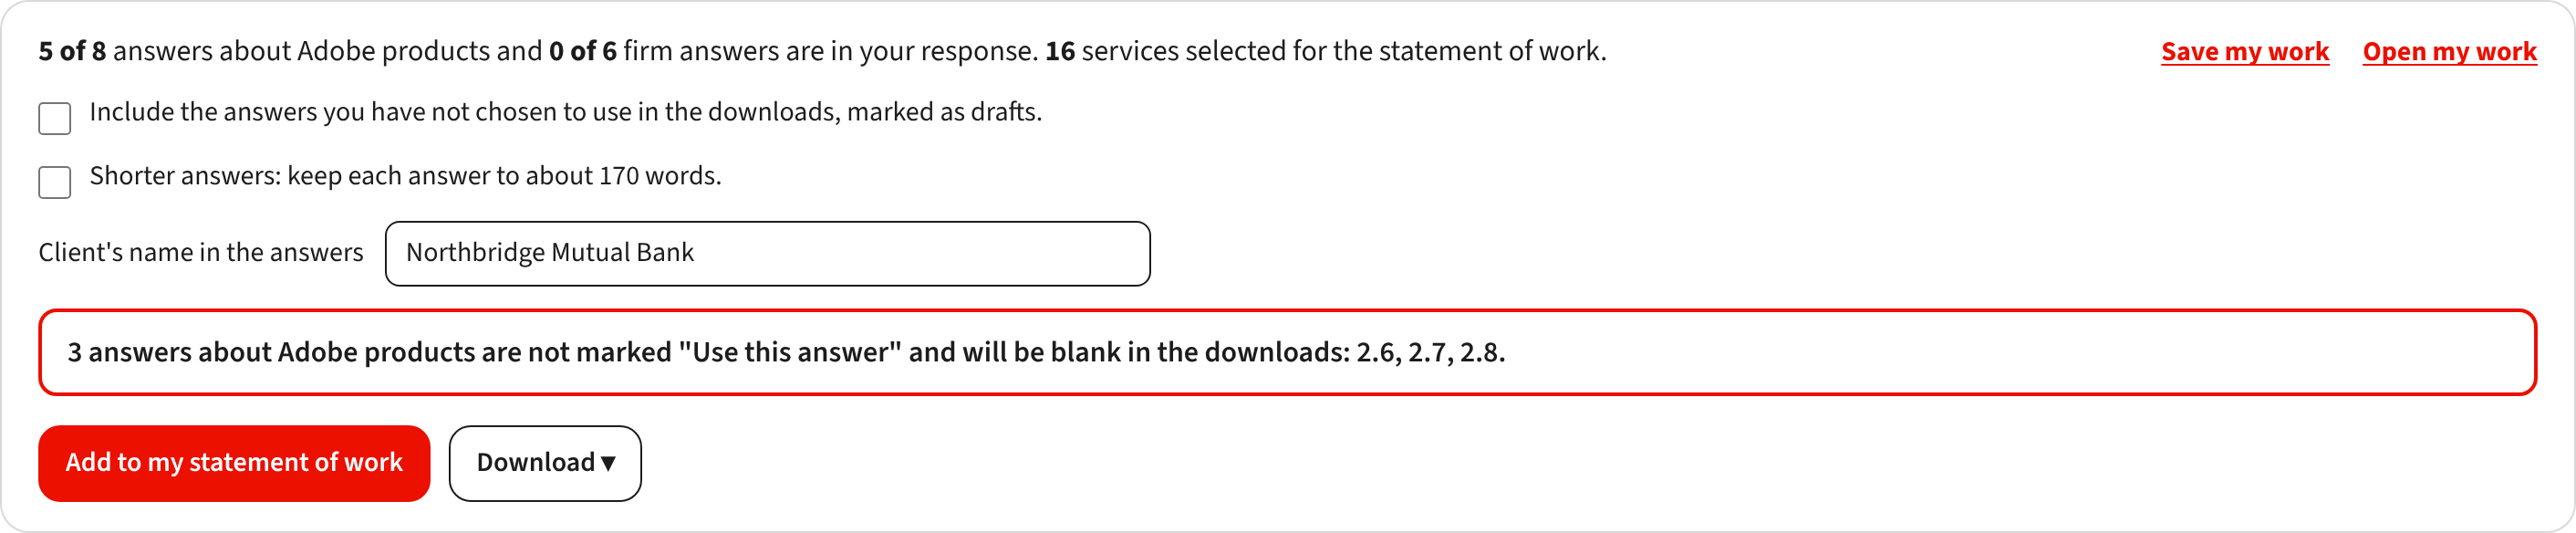 5 of 8 answers about Adobe products and 0 of 6 firm answers are in your response. 16 services selected for the statement of work.
Save my work
Open my work
Include the answers you have not chosen to use in the downloads, marked as drafts.
Shorter answers: keep each answer to about 170 words.
Client's name in the answers
Northbridge Mutual Bank
3 answers about Adobe products are not marked "Use this answer" and will be blank in the downloads: 2.6, 2.7, 2.8.
Add to my statement of work
Download ▾